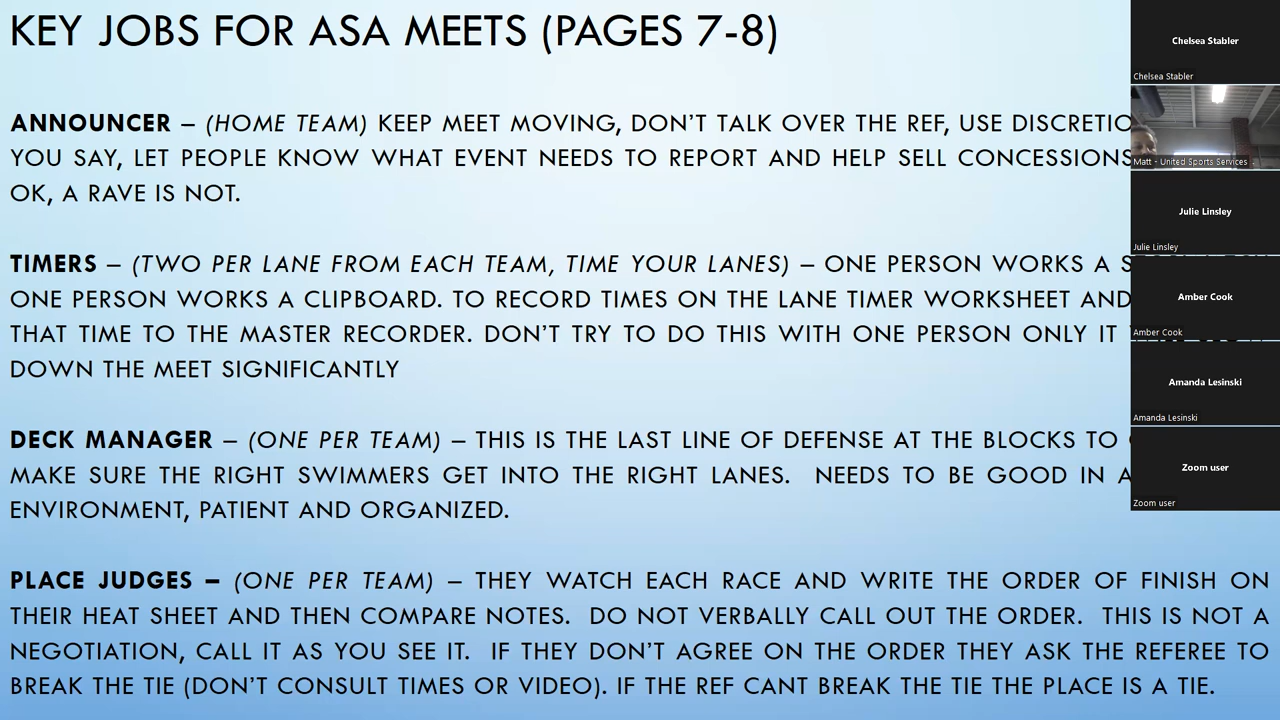 KEY JOBS FOR ASA MEETS (PAGES 7-8)
ANNOUNCER – (HOME TEAM) KEEP MEET MOVING, DON'T TALK OVER THE REF, USE
YOU SAY, LET PEOPLE KNOW WHAT EVENT NEEDS TO REPORT AND HELP SELL CONCESSIONS
OK, A RAVE IS NOT.
TIMERS – (TWO PER LANE FROM EACH TEAM, TIME YOUR LANES) – ONE PERSON WORKS A
ONE PERSON WORKS A CLIPBOARD. TO RECORD TIMES ON THE LANE TIMER WORKSHEET AND
THAT TIME TO THE MASTER RECORDER. DON'T TRY TO DO THIS WITH ONE PERSON ONLY IT
DOWN THE MEET SIGNIFICANTLY
DECK MANAGER – (ONE PER TEAM) – THIS IS THE LAST LINE OF DEFENSE AT THE BLOCKS TO
MAKE SURE THE RIGHT SWIMMERS GET INTO THE RIGHT LANES.  NEEDS TO BE GOOD IN A
ENVIRONMENT, PATIENT AND ORGANIZED.
PLACE JUDGES – (ONE PER TEAM) – THEY WATCH EACH RACE AND WRITE THE ORDER OF FINISH ON
THEIR HEAT SHEET AND THEN COMPARE NOTES.  DO NOT VERBALLY CALL OUT THE ORDER.  THIS IS NOT A
NEGOTIATION, CALL IT AS YOU SEE IT.  IF THEY DON'T AGREE ON THE ORDER THEY ASK THE REFEREE TO
BREAK THE TIE (DON'T CONSULT TIMES OR VIDEO). IF THE REF CANT BREAK THE TIE THE PLACE IS A TIE.
Chelsea Stabler
Chelsea Stabler
Matt - United Sports Services
Julie Linsley
Julie Linsley
Amber Cook
Amber Cook
Amanda Lesinski
Amanda Lesinski
Zoom user
Zoom user